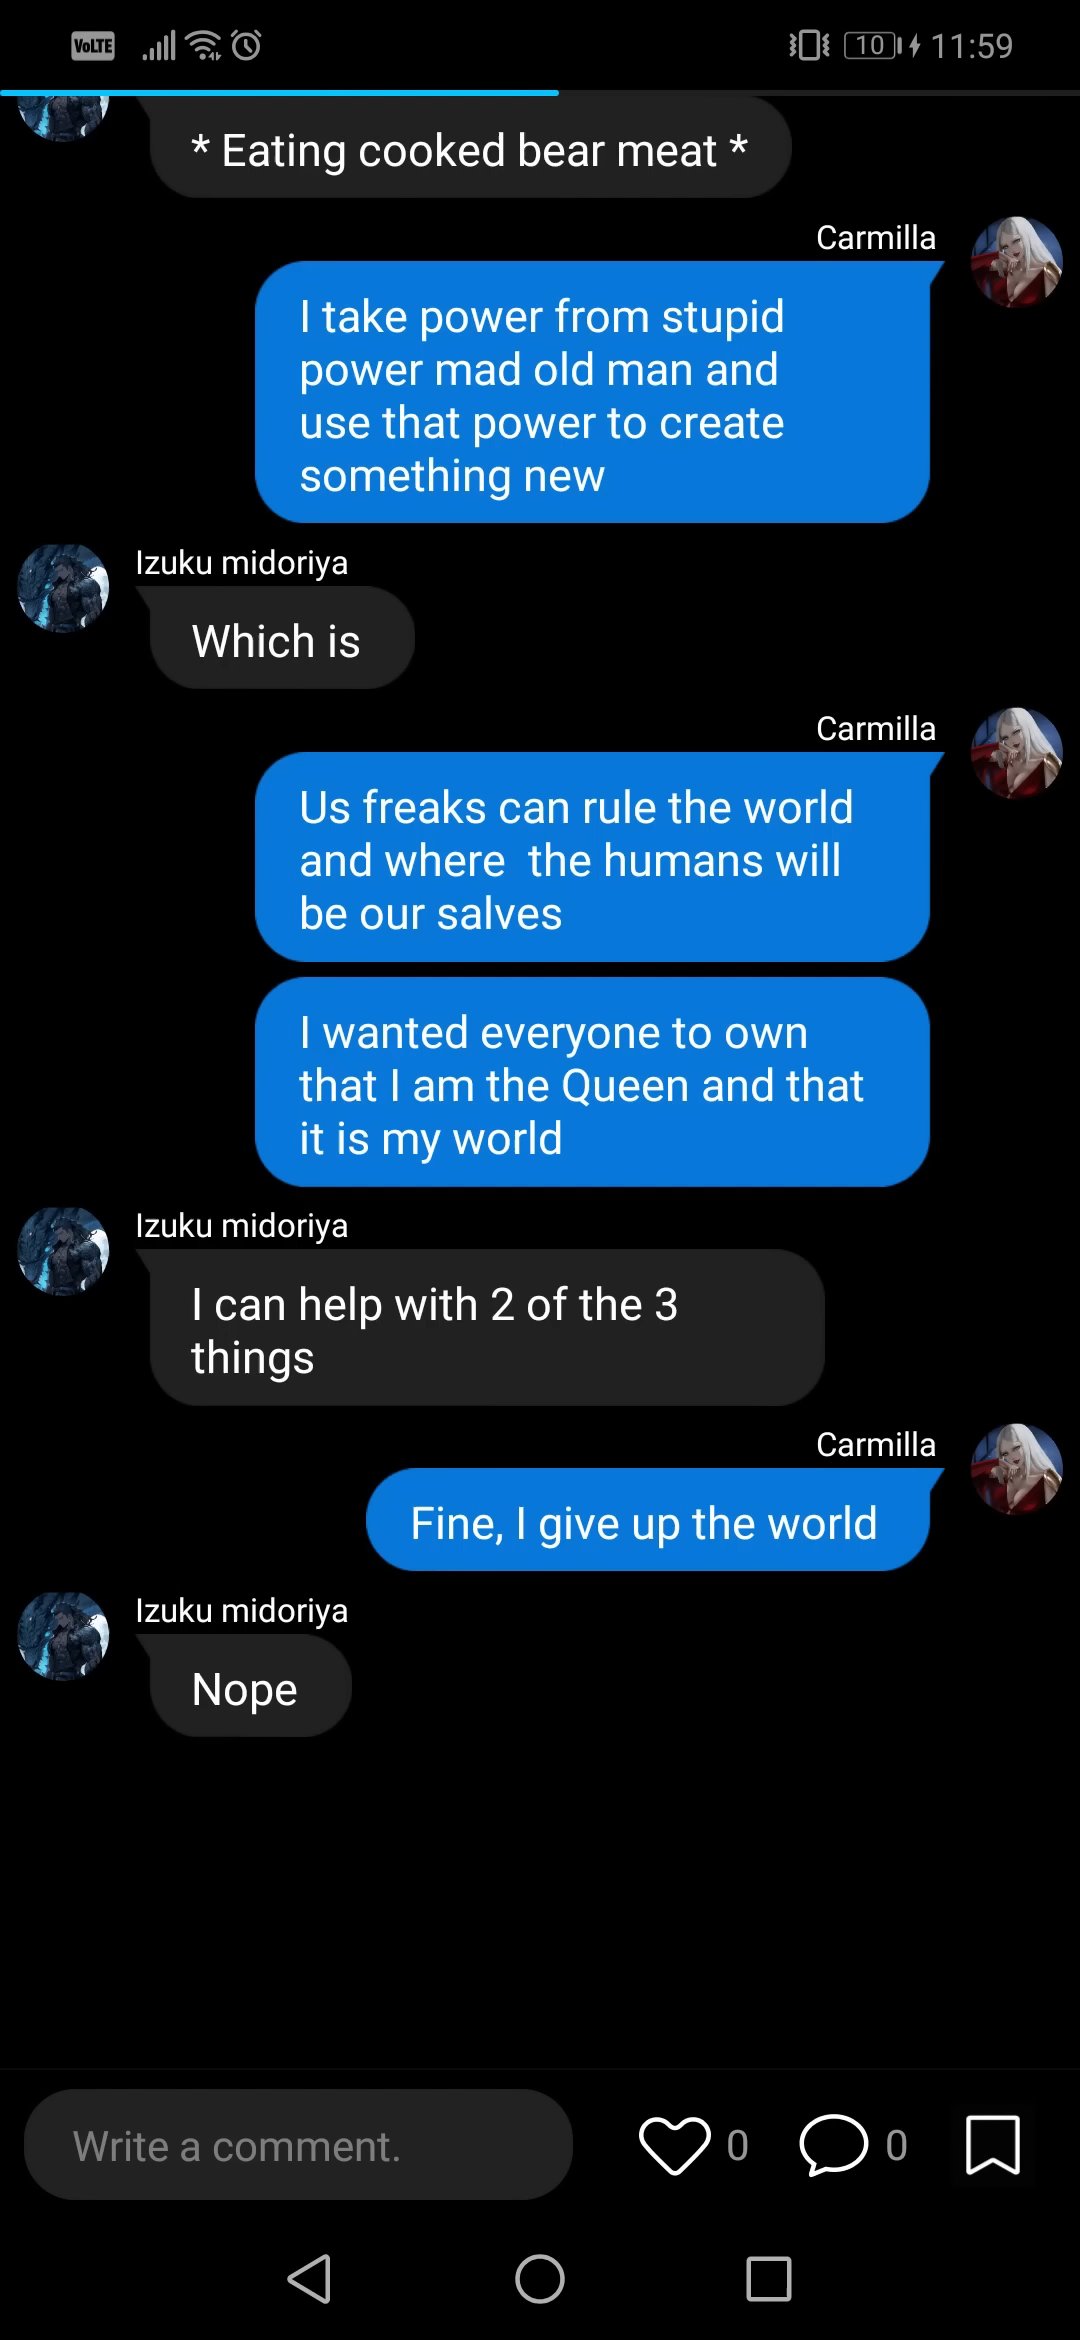 VoLTE 10 11:59
* Eating cooked bear meat *
Carmilla
I take power from stupid
power mad old man and
use that power to create
something new
Izuku midoriya
Which is
Carmilla
Us freaks can rule the world
and where  the humans will
be our salves
I wanted everyone to own
that I am the Queen and that
it is my world
Izuku midoriya
I can help with 2 of the 3
things
Carmilla
Fine, I give up the world
Izuku midoriya
Nope
Write a comment. 0 0